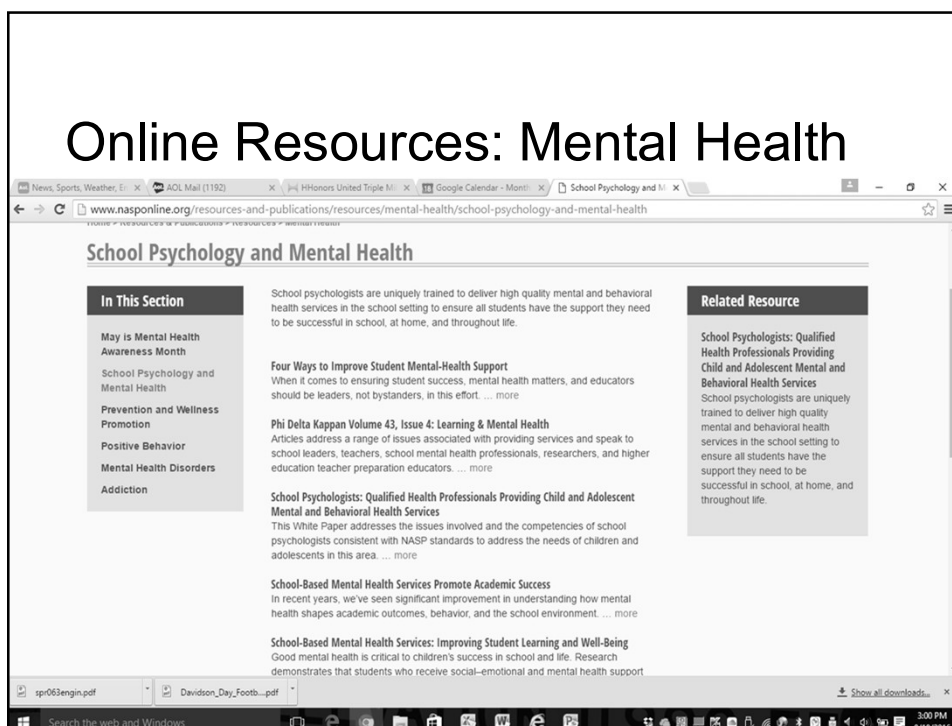 Online Resources: Mental Health
News, Sports, Weather, En
AOL Mail (1192)
HHonors United Triple Mi
Google Calendar - Month
School Psychology and M
www.nasponline.org/resources-and-publications/resources/mental-health/school-psychology-and-mental-health
Home > Resources & Publications > Resources > Mental Health
School Psychology and Mental Health
In This Section
May is Mental Health
Awareness Month
School Psychology and
Mental Health
Prevention and Wellness
Promotion
Positive Behavior
Mental Health Disorders
Addiction
School psychologists are uniquely trained to deliver high quality mental and behavioral
health services in the school setting to ensure all students have the support they need
to be successful in school, at home, and throughout life.
Four Ways to Improve Student Mental-Health Support
When it comes to ensuring student success, mental health matters, and educators
should be leaders, not bystanders, in this effort. ... more
Phi Delta Kappan Volume 43, Issue 4: Learning & Mental Health
Articles address a range of issues associated with providing services and speak to
school leaders, teachers, school mental health professionals, researchers, and higher
education teacher preparation educators. ... more
School Psychologists: Qualified Health Professionals Providing Child and Adolescent
Mental and Behavioral Health Services
This White Paper addresses the issues involved and the competencies of school
psychologists consistent with NASP standards to address the needs of children and
adolescents in this area. ... more
School-Based Mental Health Services Promote Academic Success
In recent years, we've seen significant improvement in understanding how mental
health shapes academic outcomes, behavior, and the school environment. ... more
School-Based Mental Health Services: Improving Student Learning and Well-Being
Good mental health is critical to children's success in school and life. Research
demonstrates that students who receive social–emotional and mental health support
Related Resource
School Psychologists: Qualified
Health Professionals Providing
Child and Adolescent Mental and
Behavioral Health Services
School psychologists are uniquely
trained to deliver high quality
mental and behavioral health
services in the school setting to
ensure all students have the
support they need to be
successful in school, at home, and
throughout life.
spr063engin.pdf
Davidson_Day_Footb....pdf
Show all downloads...
Search the web and Windows
3:00 PM